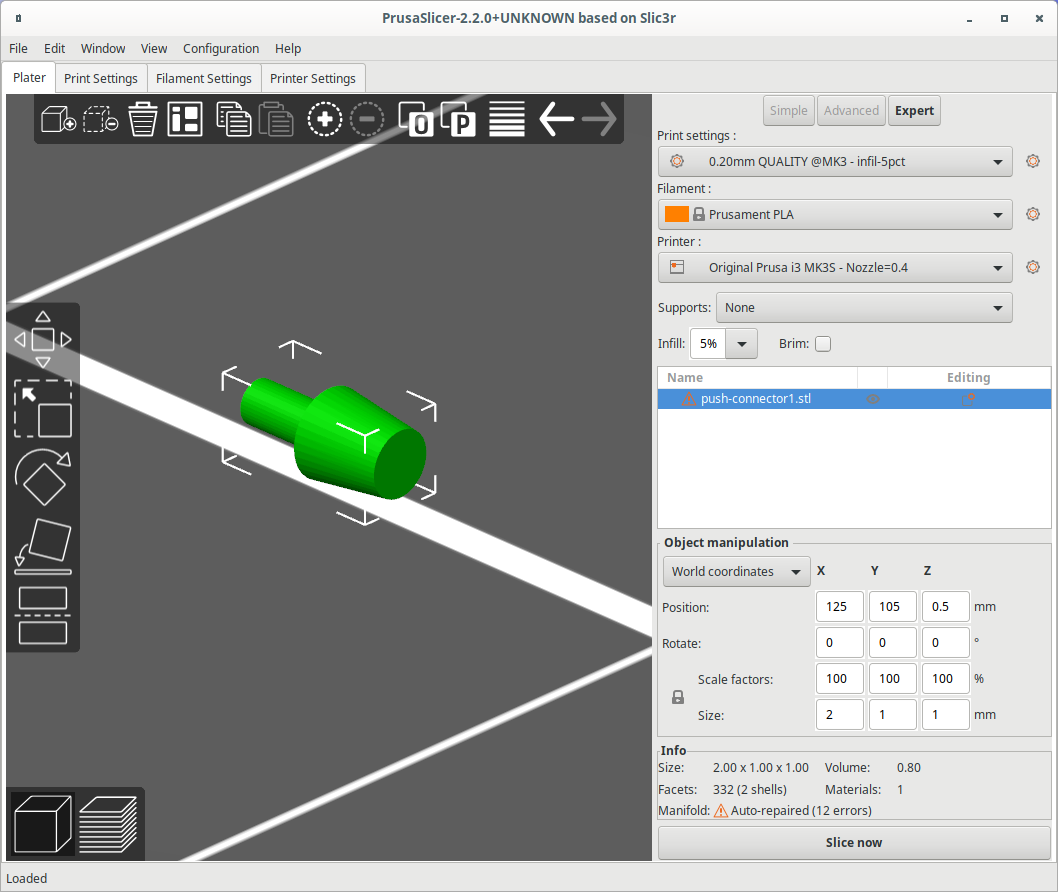 PrusaSlicer-2.2.0+UNKNOWN based on Slic3r
File Edit Window View Configuration Help
Plater Print Settings Filament Settings Printer Settings
0 P
Simple Advanced Expert
Print settings :
0.20mm QUALITY @MK3 - infil-5pct
Filament :
Prusament PLA
Printer :
Original Prusa i3 MK3S - Nozzle=0.4
Supports: None
Infill: 5% Brim:
Name Editing
push-connector1.stl
Object manipulation
World coordinates X Y Z
Position: 125 105 0.5 mm
Rotate: 0 0 0 °
Scale factors: 100 100 100 %
Size: 2 1 1 mm
Info
Size: 2.00 x 1.00 x 1.00 Volume: 0.80
Facets: 332 (2 shells) Materials: 1
Manifold: Auto-repaired (12 errors)
Slice now
Loaded